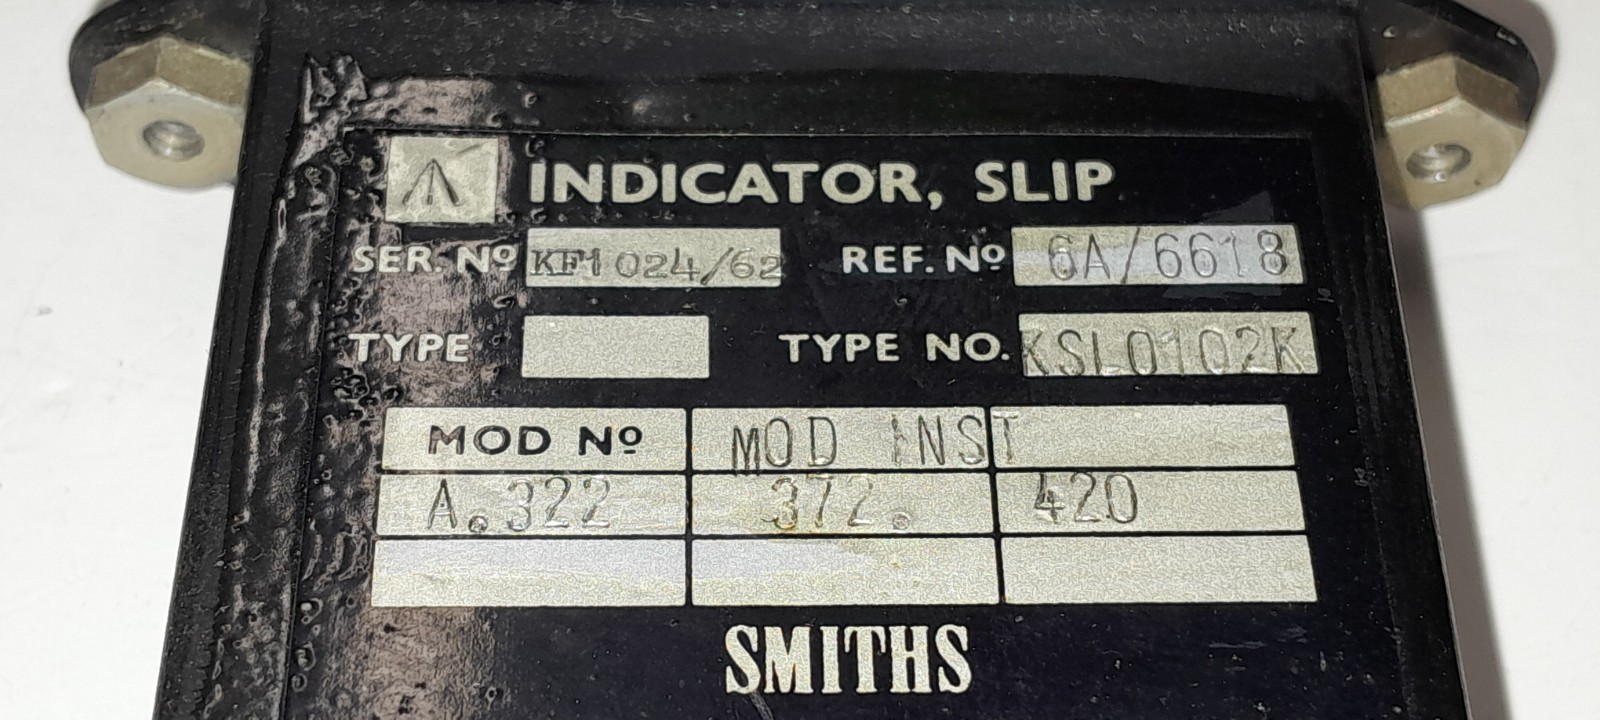 INDICATOR, SLIP
SER. Nº KF1024/62 REF. Nº 6A/6618
TYPE TYPE NO. KSL0102K
MOD Nº MOD INST
A.322 372. 420
SMITHS